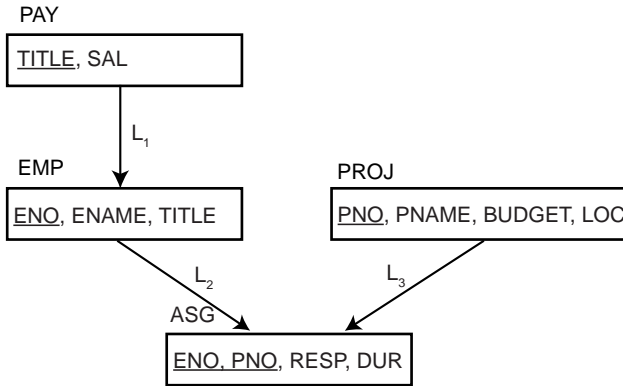 PAY
TITLE, SAL
L1
EMP
PROJ
ENO, ENAME, TITLE
PNO, PNAME, BUDGET, LOC
L2
L3
ASG
ENO, PNO, RESP, DUR